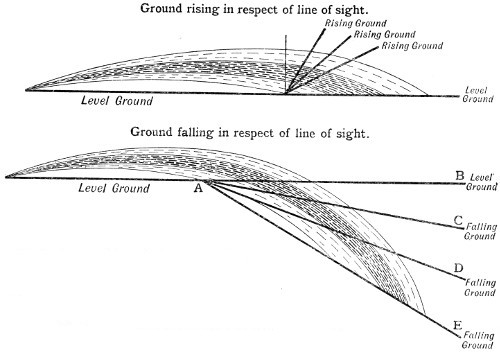 Ground rising in respect of line of sight.
Rising Ground
Rising Ground
Rising Ground
Level Ground
Level
Ground
Ground falling in respect of line of sight.
Level Ground
A
B
Level
Ground
C
Falling
Ground
D
Falling
Ground
E
Falling
Ground